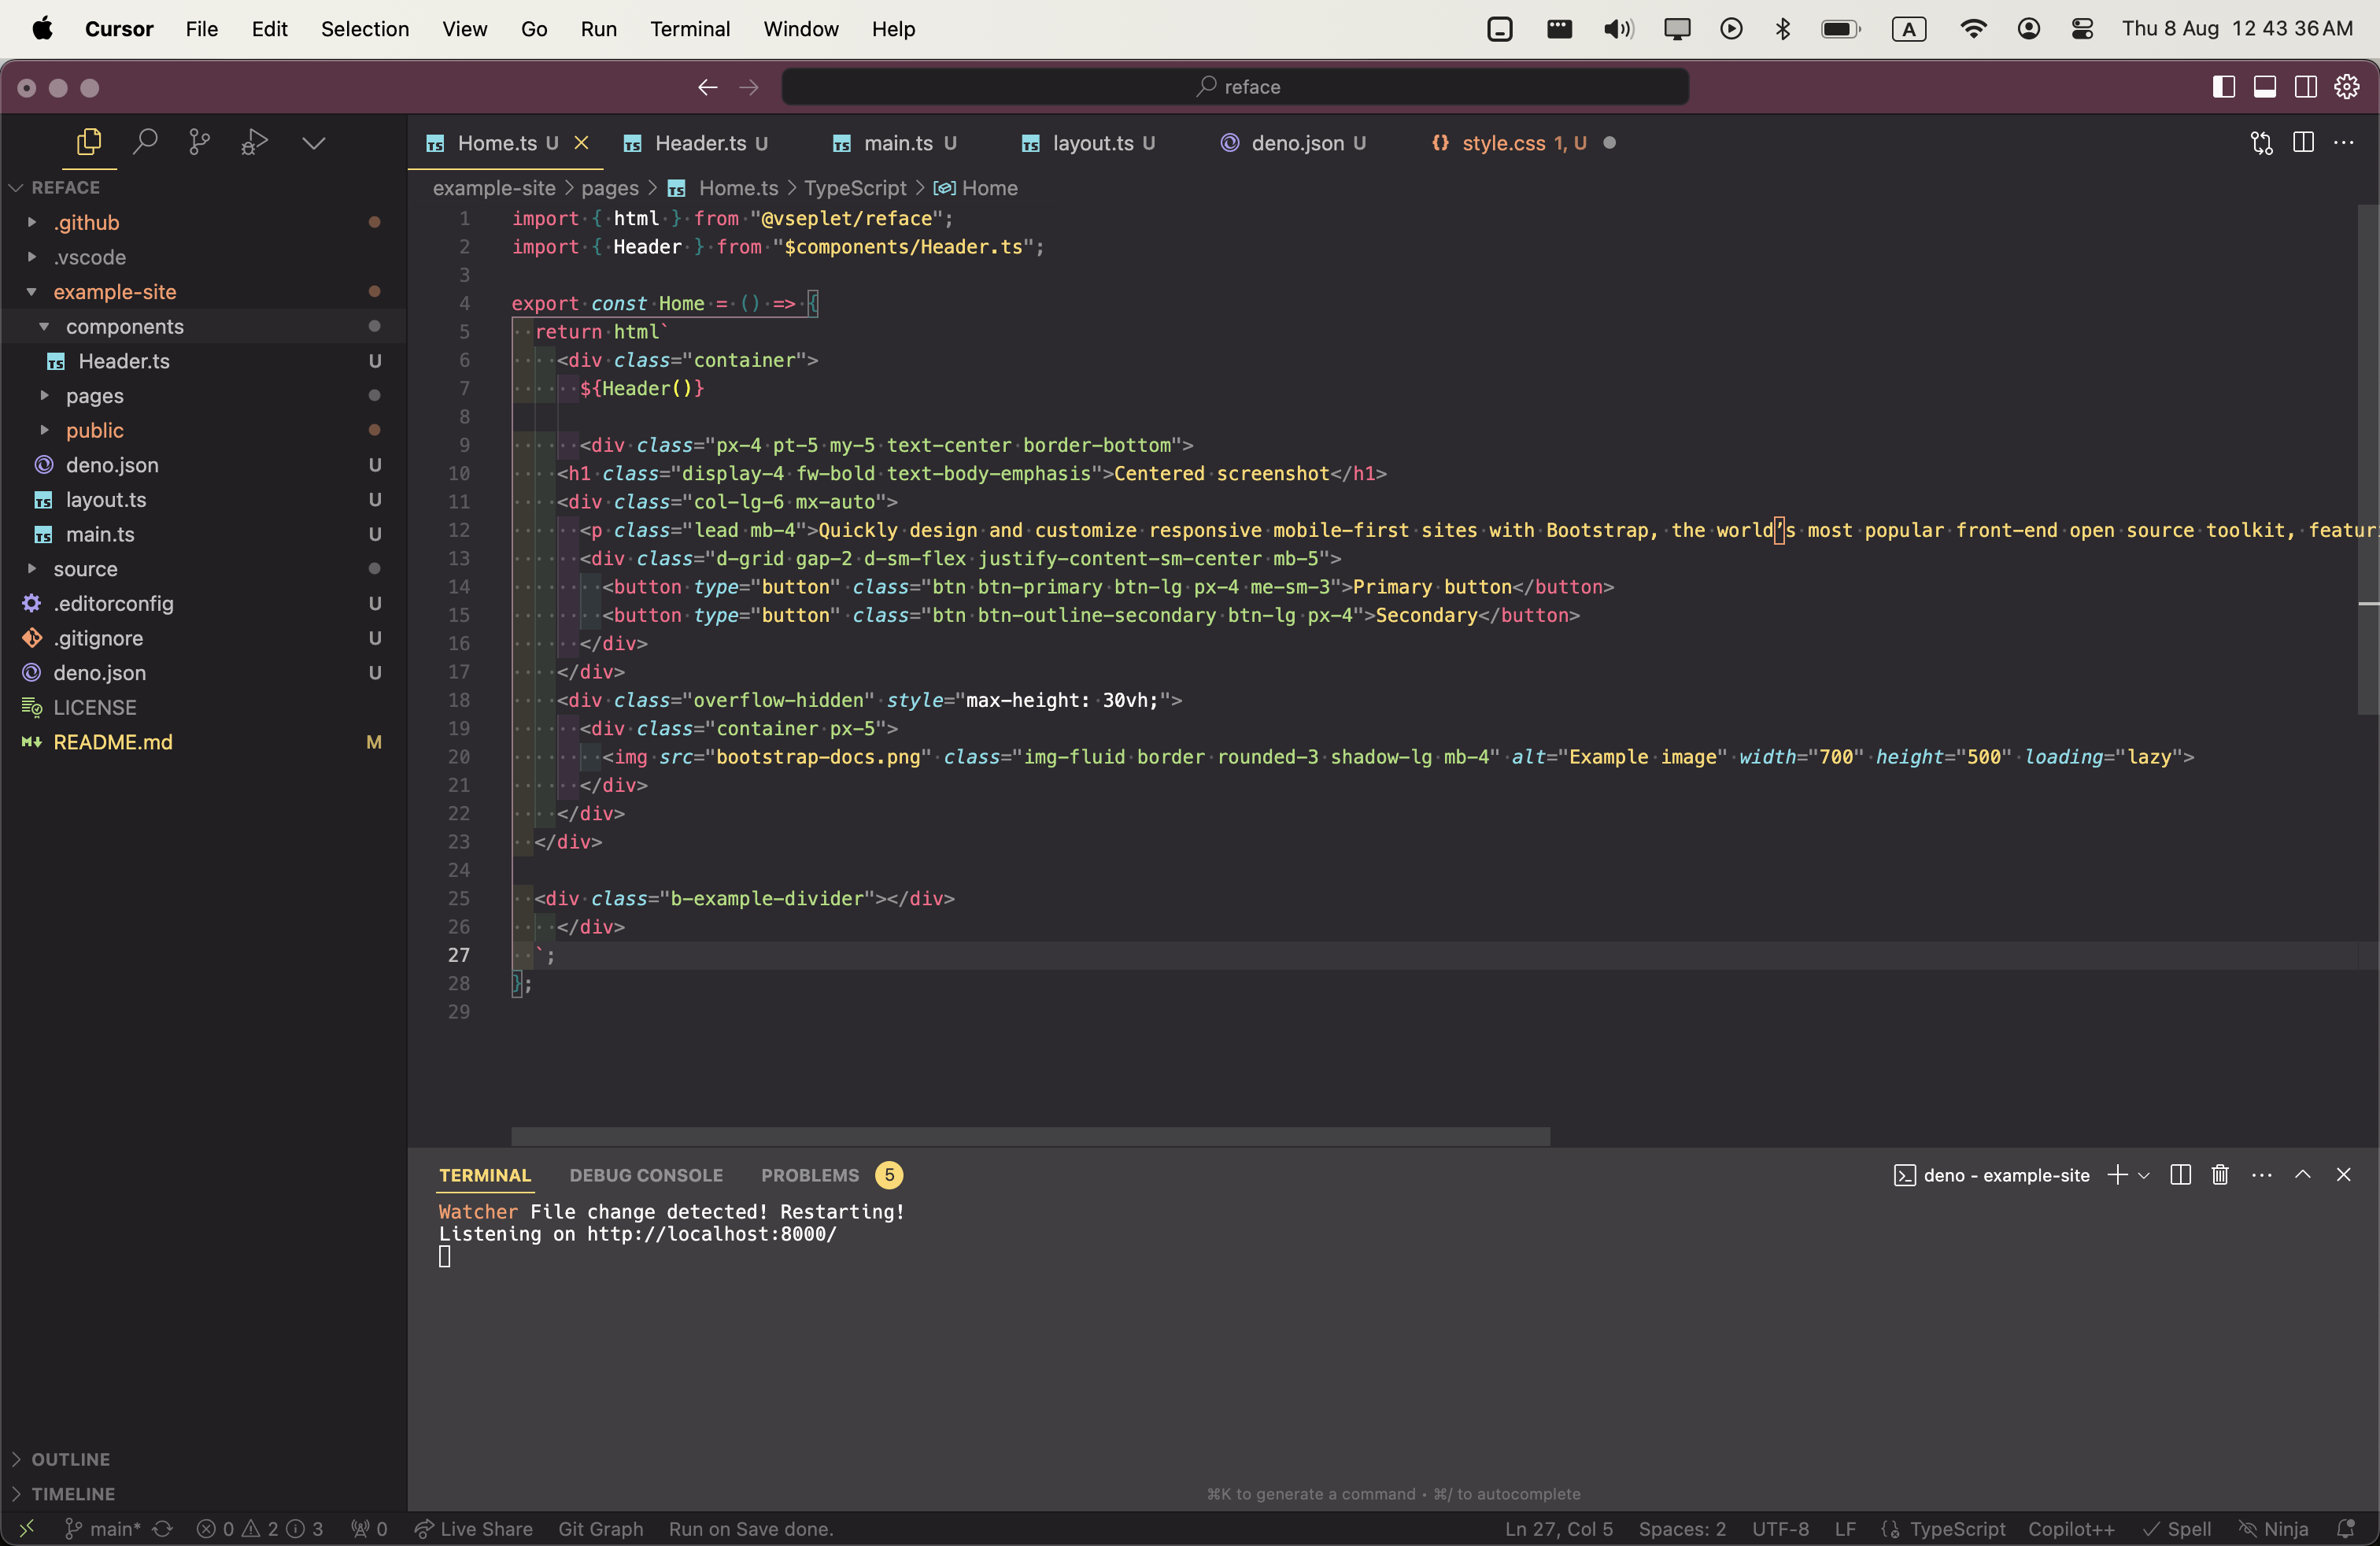 Cursor File Edit Selection View Go Run Terminal Window Help A Thu 8 Aug 12 43 36 AM
reface
Home.ts U Header.ts U main.ts U layout.ts U deno.json U style.css 1, U
REFACE
.github
.vscode
example-site
components
Header.ts U
pages
public
deno.json U
layout.ts U
main.ts U
source
.editorconfig U
.gitignore U
deno.json U
LICENSE
README.md M
OUTLINE
TIMELINE
example-site > pages > TS Home.ts > TypeScript > Home
1 import { html } from "@vseplet/reface";
2 import { Header } from "$components/Header.ts";
3
4 export const Home = () => {
5 return html`
6 <div class="container">
7 ${Header()}
8
9 <div class="px-4 pt-5 my-5 text-center border-bottom">
10 <h1 class="display-4 fw-bold text-body-emphasis">Centered screenshot</h1>
11 <div class="col-lg-6 mx-auto">
12 <p class="lead mb-4">Quickly design and customize responsive mobile-first sites with Bootstrap, the world’s most popular front-end open source toolkit, featur
13 <div class="d-grid gap-2 d-sm-flex justify-content-sm-center mb-5">
14 <button type="button" class="btn btn-primary btn-lg px-4 me-sm-3">Primary button</button>
15 <button type="button" class="btn btn-outline-secondary btn-lg px-4">Secondary</button>
16 </div>
17 </div>
18 <div class="overflow-hidden" style="max-height: 30vh;">
19 <div class="container px-5">
20 <img src="bootstrap-docs.png" class="img-fluid border rounded-3 shadow-lg mb-4" alt="Example image" width="700" height="500" loading="lazy">
21 </div>
22 </div>
23 </div>
24
25 <div class="b-example-divider"></div>
26 </div>
27 `;
28 };
29
TERMINAL DEBUG CONSOLE PROBLEMS 5 deno - example-site
Watcher File change detected! Restarting!
Listening on http://localhost:8000/
⌘K to generate a command • ⌘/ to autocomplete
main* 0 2 3 0 Live Share Git Graph Run on Save done. Ln 27, Col 5 Spaces: 2 UTF-8 LF TypeScript Copilot++ Spell Ninja